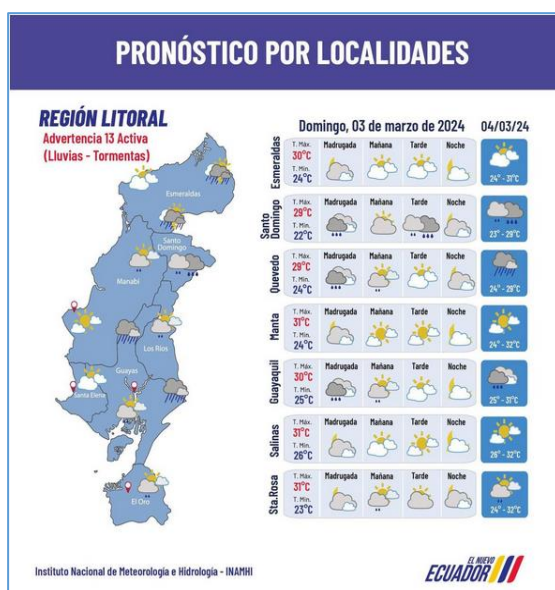 PRONÓSTICO POR LOCALIDADES
REGIÓN LITORAL
Advertencia 13 Activa
(Lluvias - Tormentas)
Esmeraldas
Santo
Domingo
Manabí
Los Ríos
Guayas
Santa Elena
El Oro
Domingo, 03 de marzo de 2024
04/03/24
Esmeraldas
T. Máx.
30°C
T. Mín.
24°C
Madrugada
Mañana
Tarde
Noche
24° - 31°C
Santo
Domingo
T. Máx.
29°C
T. Mín.
22°C
Madrugada
Mañana
Tarde
Noche
23° - 29°C
Quevedo
T. Máx.
29°C
T. Mín.
24°C
Madrugada
Mañana
Tarde
Noche
24° - 29°C
Manta
T. Máx.
31°C
T. Mín.
24°C
Madrugada
Mañana
Tarde
Noche
24° - 32°C
Guayaquil
T. Máx.
30°C
T. Mín.
25°C
Madrugada
Mañana
Tarde
Noche
25° - 31°C
Salinas
T. Máx.
31°C
T. Mín.
26°C
Madrugada
Mañana
Tarde
Noche
26° - 32°C
Sta.Rosa
T. Máx.
31°C
T. Mín.
23°C
Madrugada
Mañana
Tarde
Noche
24° - 32°C
Instituto Nacional de Meteorología e Hidrología - INAMHI
EL NUEVO
ECUADOR